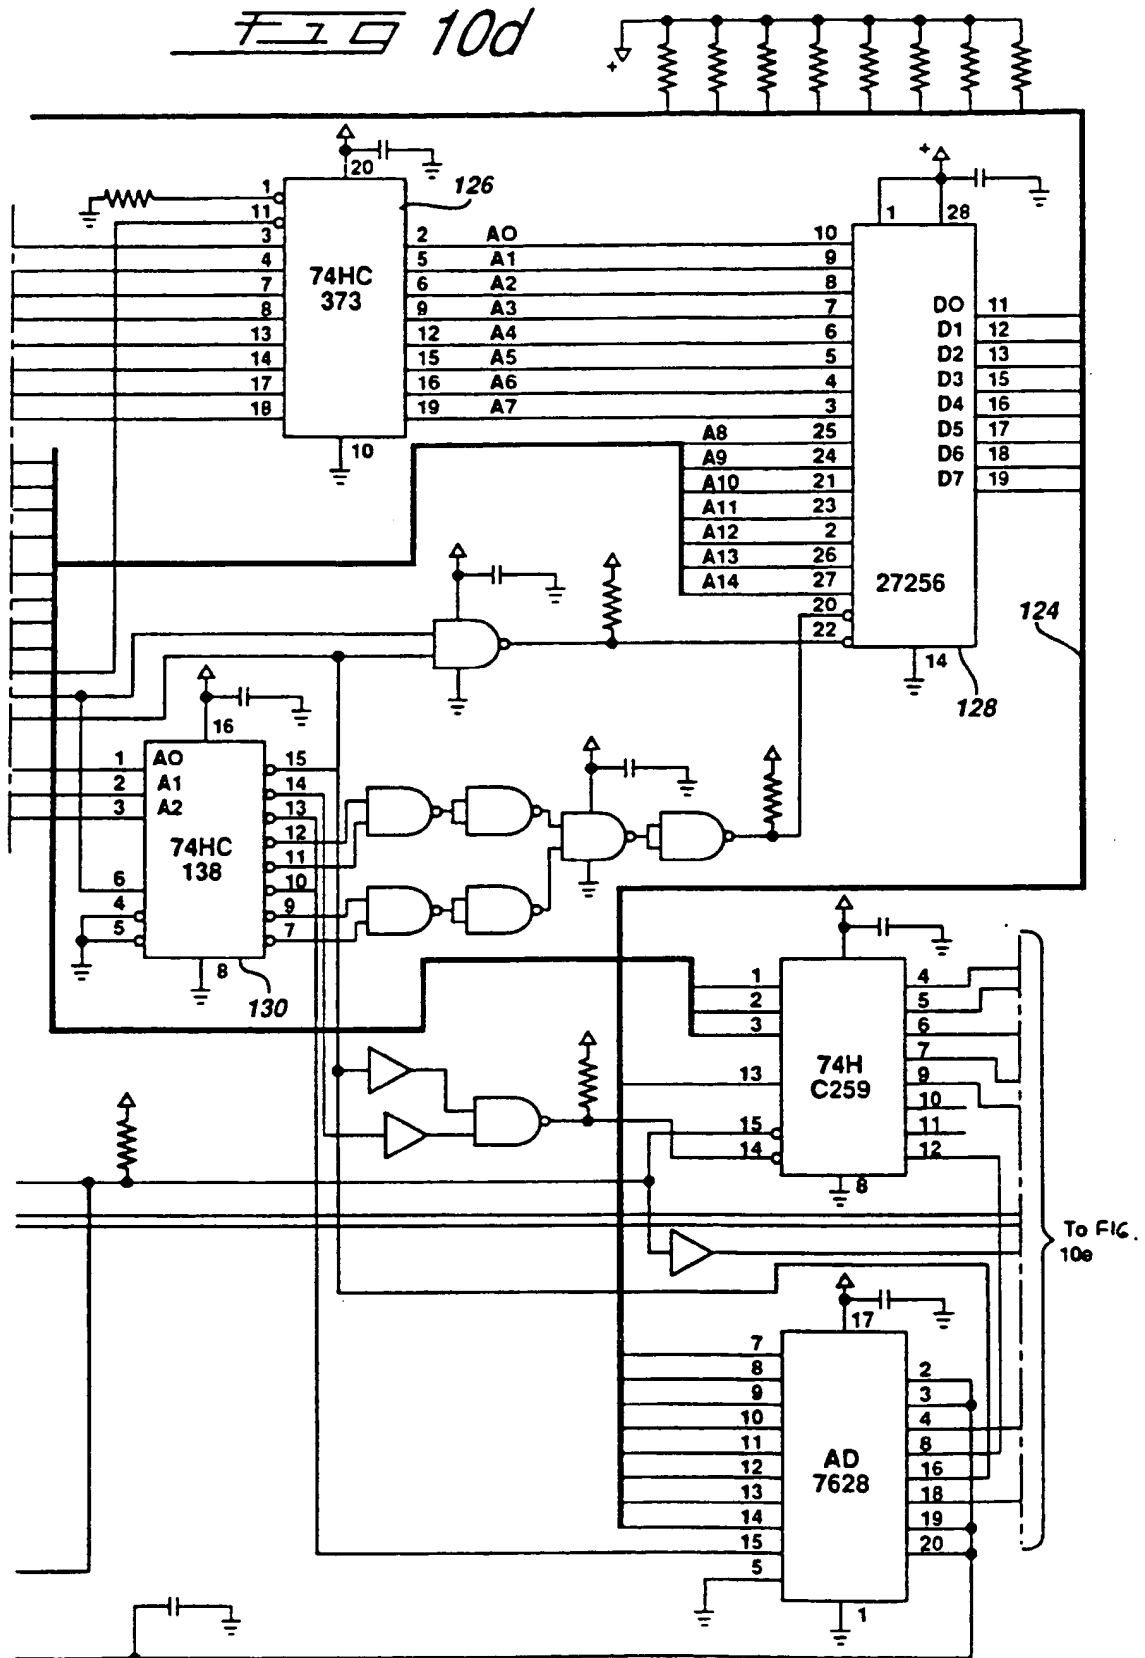 Fig 10d
20
126
1
11
3
4
7
8
13
14
17
18
74HC
373
2 A0
5 A1
6 A2
9 A3
12 A4
15 A5
16 A6
19 A7
10
+
+
1
28
10
9
8
7
6
5
4
3
A8 25
A9 24
A10 21
A11 23
A12 2
A13 26
A14 27
20
22
D0 11
D1 12
D2 13
D3 15
D4 16
D5 17
D6 18
D7 19
27256
14
128
124
16
1 A0
2 A1
3 A2
74HC
138
6
4
5
15
14
13
12
11
10
9
7
8
130
1
2
3
13
15
14
74H
C259
4
5
6
7
9
10
11
12
8
To FIG.
10e
17
7
8
9
10
11
12
13
14
15
5
AD
7628
2
3
4
8
16
18
19
20
1